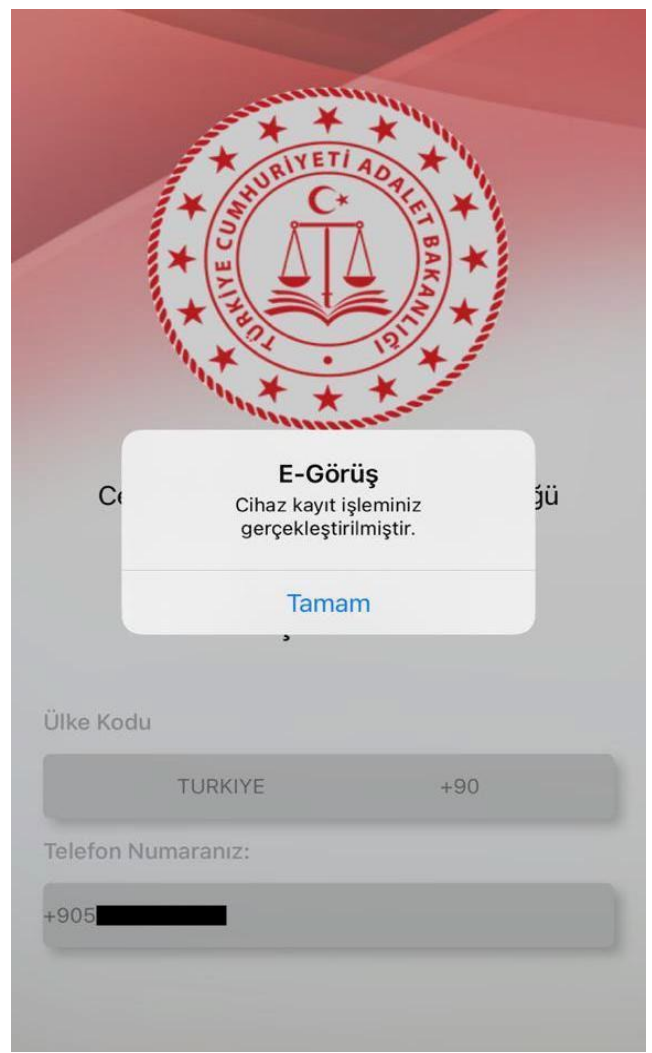 TÜRKİYE CUMHURİYETİ ADALET BAKANLIĞI
E-Görüş
Cihaz kayıt işleminiz
gerçekleştirilmiştir.
Tamam
Ülke Kodu
TURKIYE +90
Telefon Numaranız:
+905